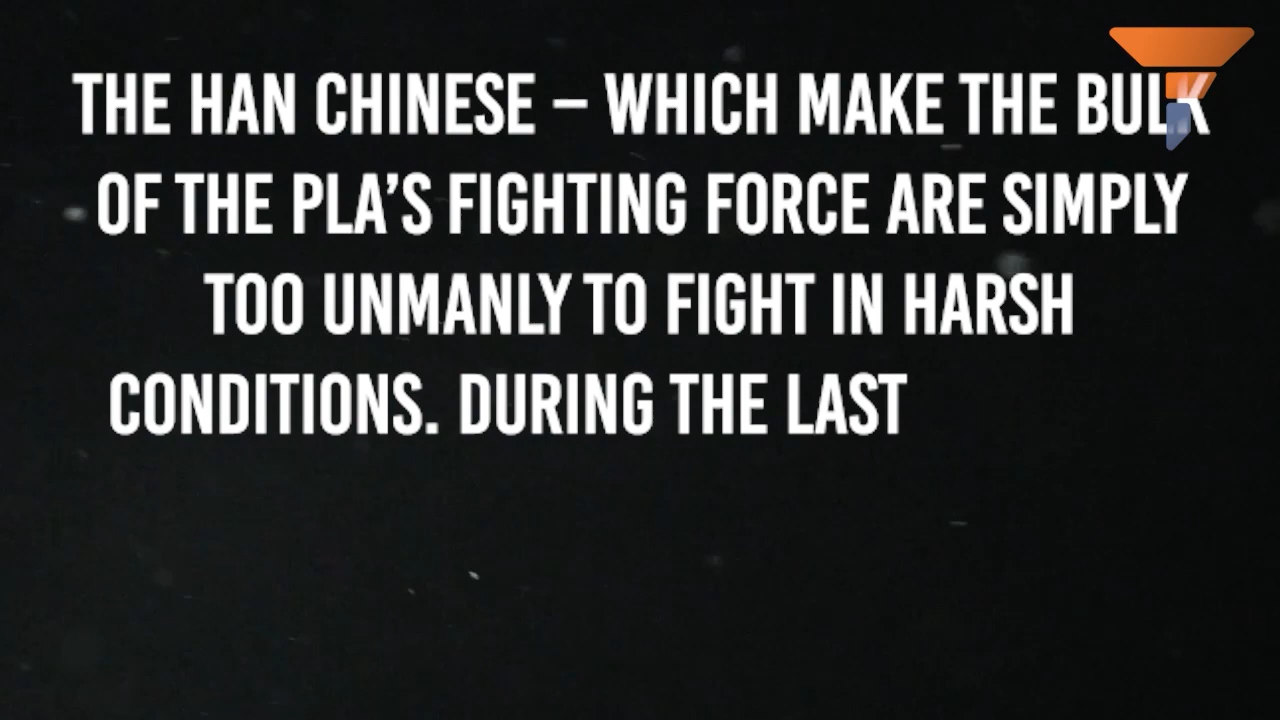 THE HAN CHINESE – WHICH MAKE THE BULK
OF THE PLA’S FIGHTING FORCE ARE SIMPLY
TOO UNMANLY TO FIGHT IN HARSH
CONDITIONS. DURING THE LAST